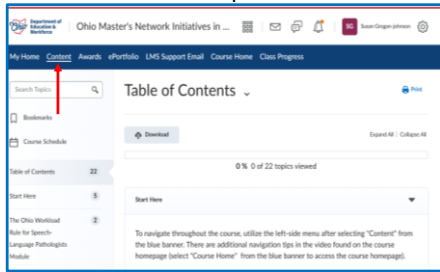 Department of
Education &
Workforce
Ohio Master's Network Initiatives in ...
SG
Susan Grogan Johnson
My Home Content Awards ePortfolio LMS Support Email Course Home Class Progress
Search Topics
Table of Contents
Print
Bookmarks
Course Schedule
Download
Expand All | Collapse All
0 % 0 of 22 topics viewed
Table of Contents 22
Start Here 5
Start Here
The Ohio Workload 2
Rule for Speech-
Language Pathologists
Module
To navigate throughout the course, utilize the left-side menu after selecting "Content" from
the blue banner. There are additional navigation tips in the video found on the course
homepage (select "Course Home" from the blue banner to access the course homepage).